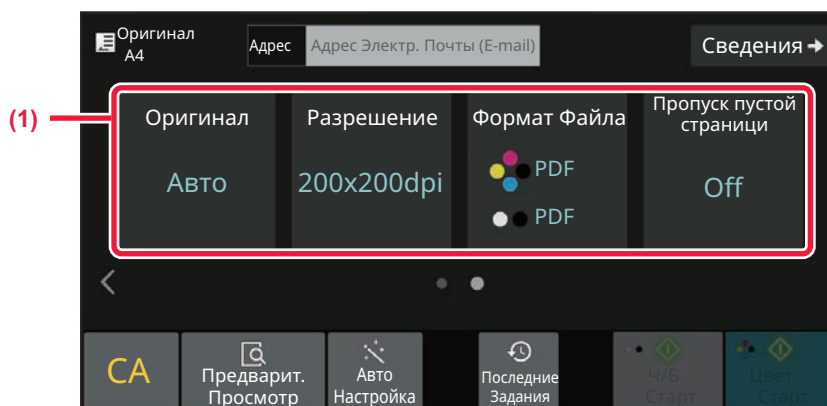 Оригинал
A4
Адрес
Адрес Электр. Почты (E-mail)
Сведения
(1)
Оригинал
Авто
Разрешение
200x200dpi
Формат Файла
PDF
PDF
Пропуск пустой
страници
Off
CA
Предварит.
Просмотр
Авто
Настройка
Последние
Задания
Ч/Б
Старт
Цвет
Старт